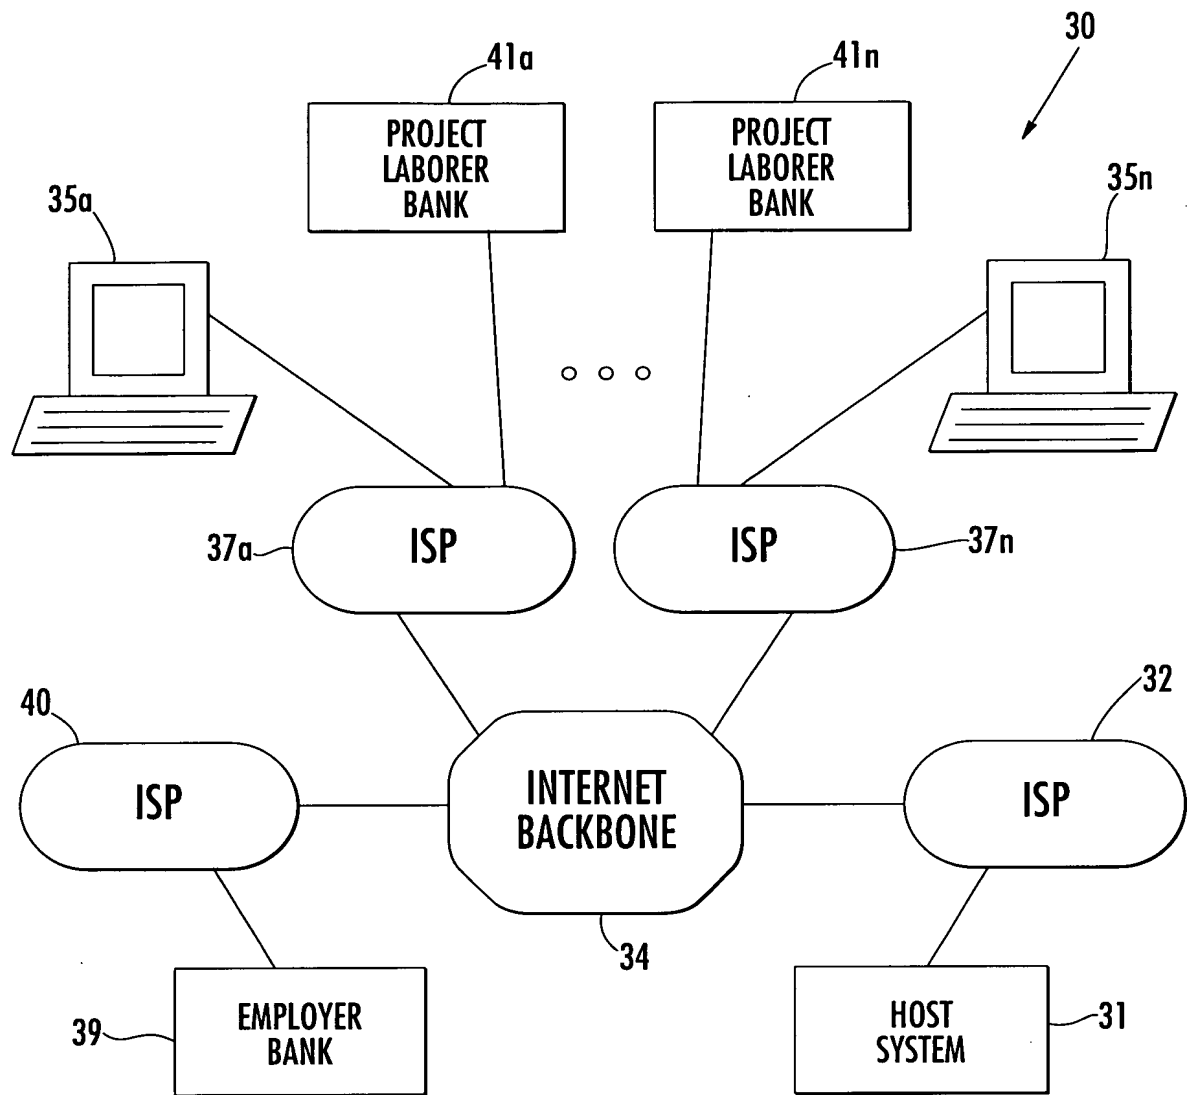 30
41a
41n
PROJECT
LABORER
BANK
PROJECT
LABORER
BANK
35a
35n
37a
ISP
ISP
37n
40
32
ISP
INTERNET
BACKBONE
ISP
34
39
EMPLOYER
BANK
HOST
SYSTEM
31